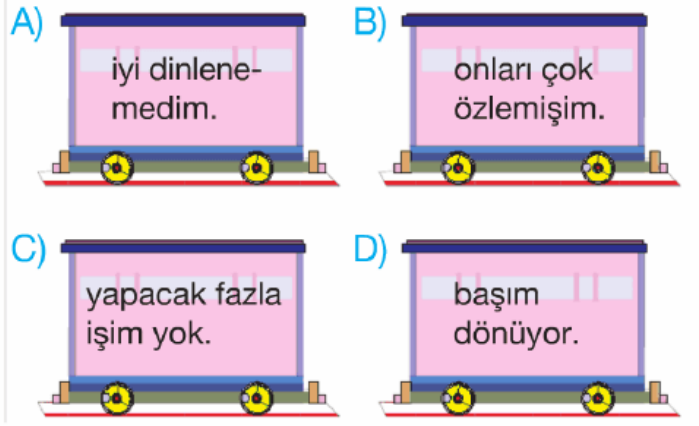 A)
iyi dinlene-
medim.
B)
onları çok
özlemişim.
C)
yapacak fazla
işim yok.
D)
başım
dönüyor.